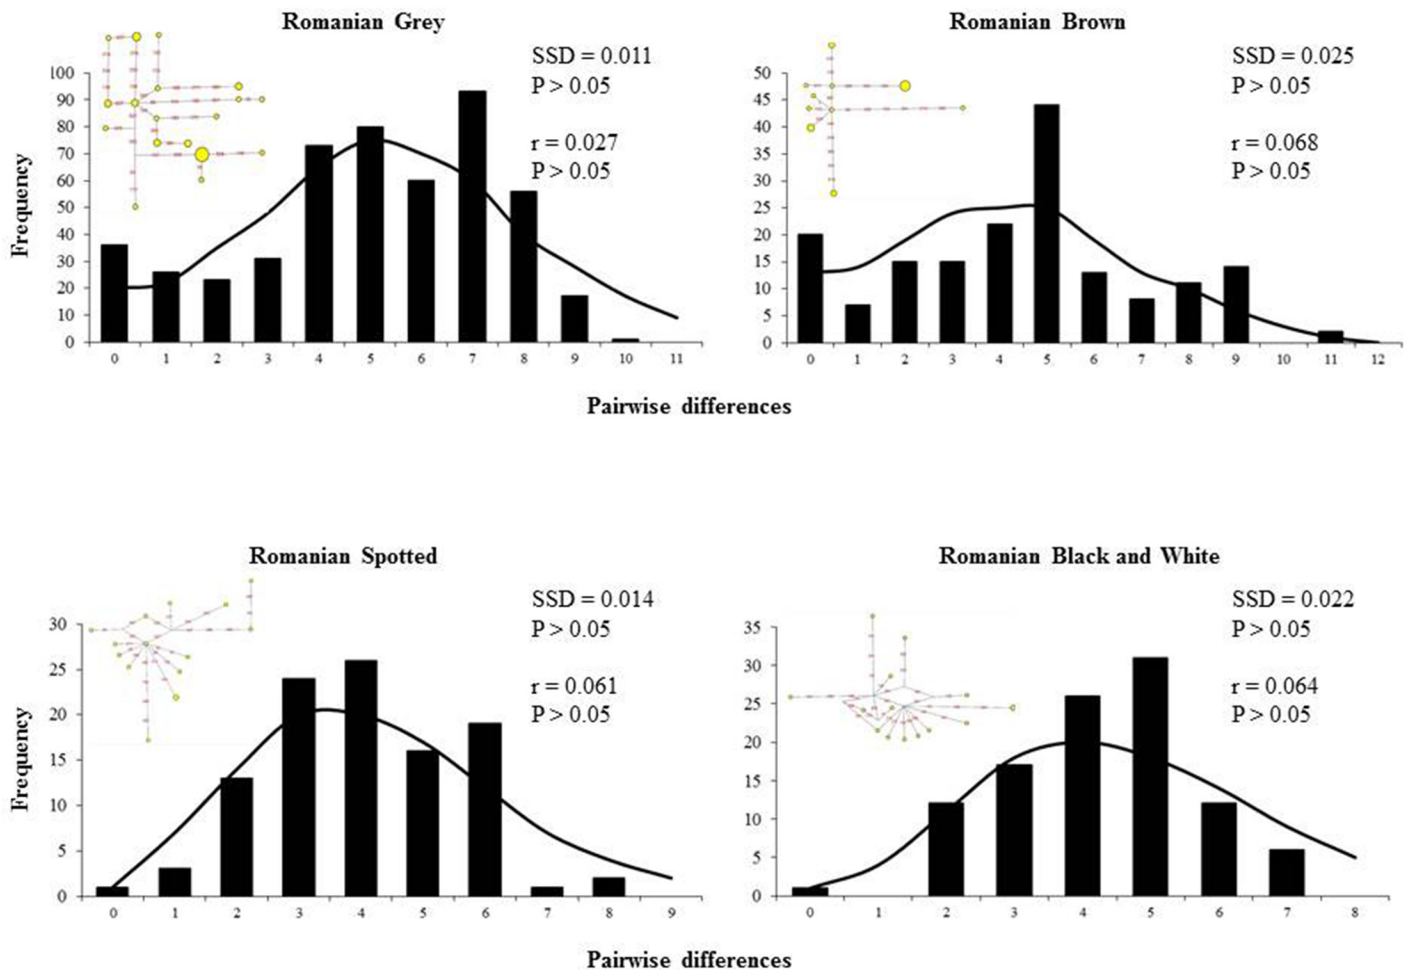 Romanian Grey
SSD = 0.011
P > 0.05
r = 0.027
P > 0.05
Frequency
100
90
80
70
60
50
40
30
20
10
0
0 1 2 3 4 5 6 7 8 9 10 11
Romanian Brown
SSD = 0.025
P > 0.05
r = 0.068
P > 0.05
50
45
40
35
30
25
20
15
10
5
0
0 1 2 3 4 5 6 7 8 9 10 11 12
Pairwise differences
Romanian Spotted
SSD = 0.014
P > 0.05
r = 0.061
P > 0.05
Frequency
30
25
20
15
10
5
0
0 1 2 3 4 5 6 7 8 9
Romanian Black and White
SSD = 0.022
P > 0.05
r = 0.064
P > 0.05
35
30
25
20
15
10
5
0
0 1 2 3 4 5 6 7 8
Pairwise differences